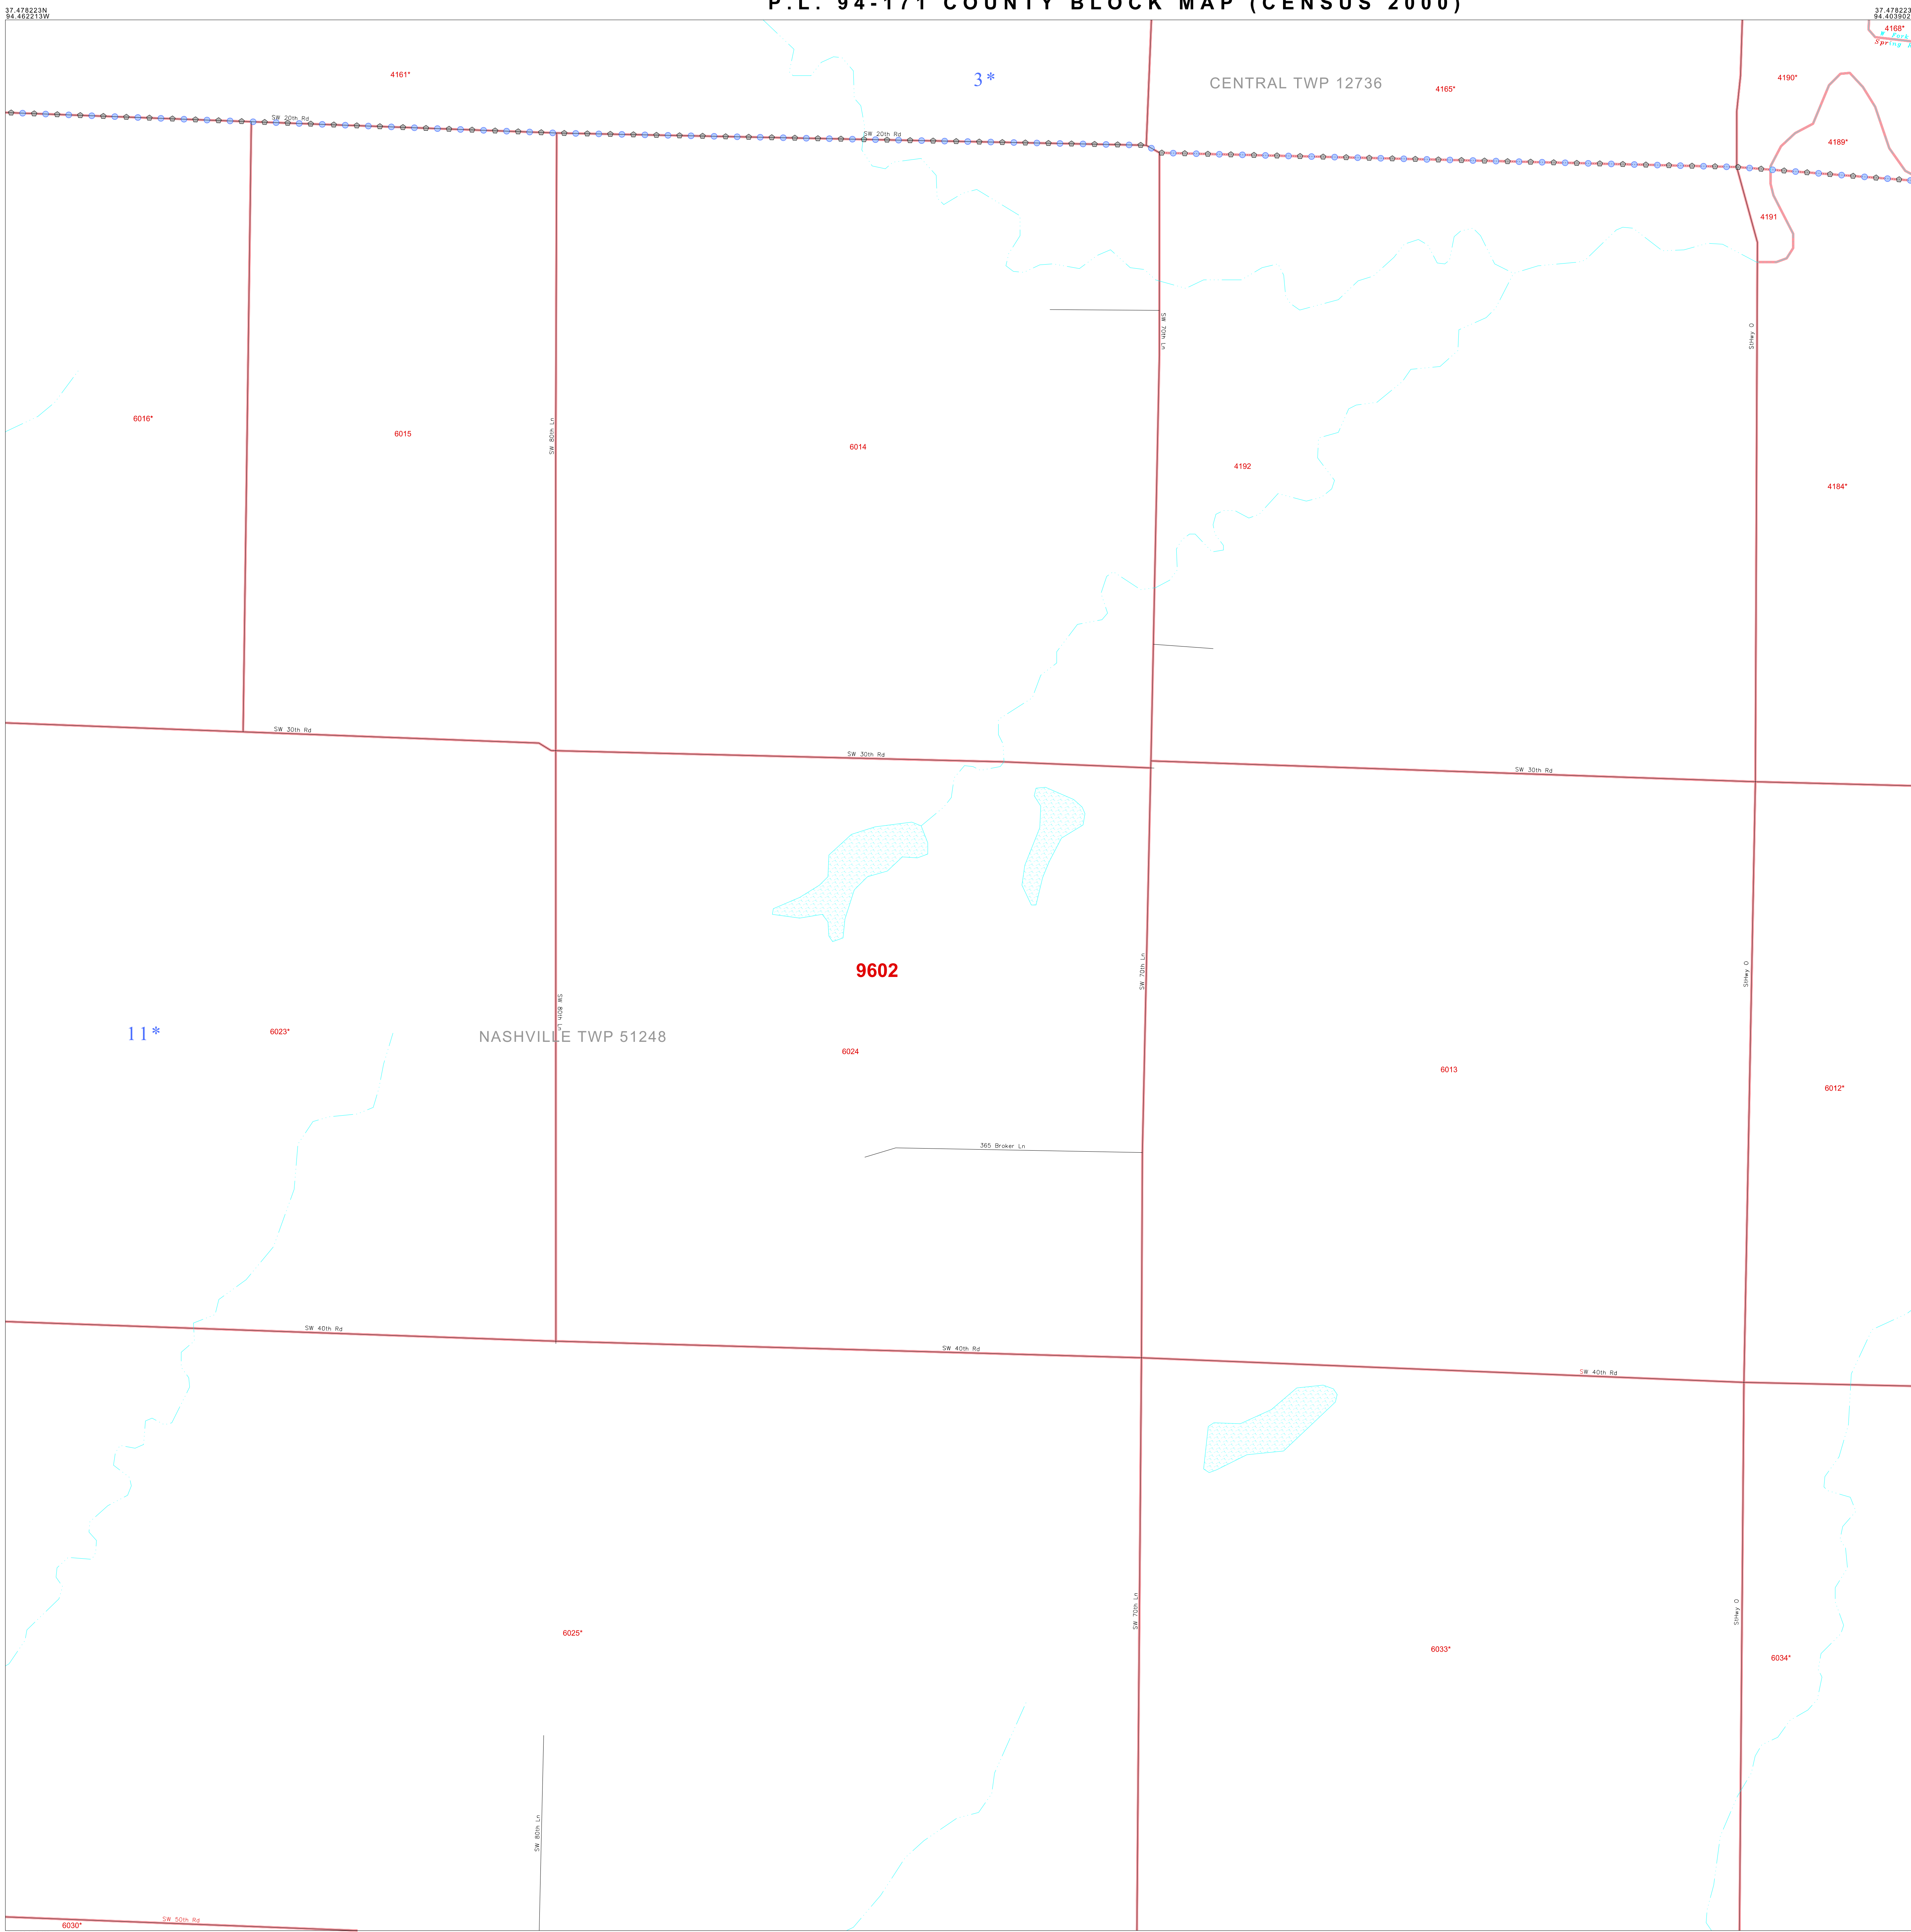 P.L. 94-171 COUNTY BLOCK MAP (CENSUS 2000)
37.478223N
94.462213W
37.478223
94.403902
4168*
Spring
4161*
3*
CENTRAL TWP 12736
4165*
4190*
SW 20th Rd
SW 20th Rd
4189*
4191
SW 70th Ln
StHwy O
6016*
6015
SW 80th Ln
6014
4192
4184*
SW 30th Rd
SW 30th Rd
SW 30th Rd
9602
SW 70th Ln
StHwy O
11*
6023*
SW 80th Ln
NASHVILLE TWP 51248
6024
6013
6012*
365 Broker Ln
SW 40th Rd
SW 40th Rd
SW 40th Rd
SW 70th Ln
StHwy O
6025*
6033*
6034*
SW 80th Ln
6030*
SW 50th Rd